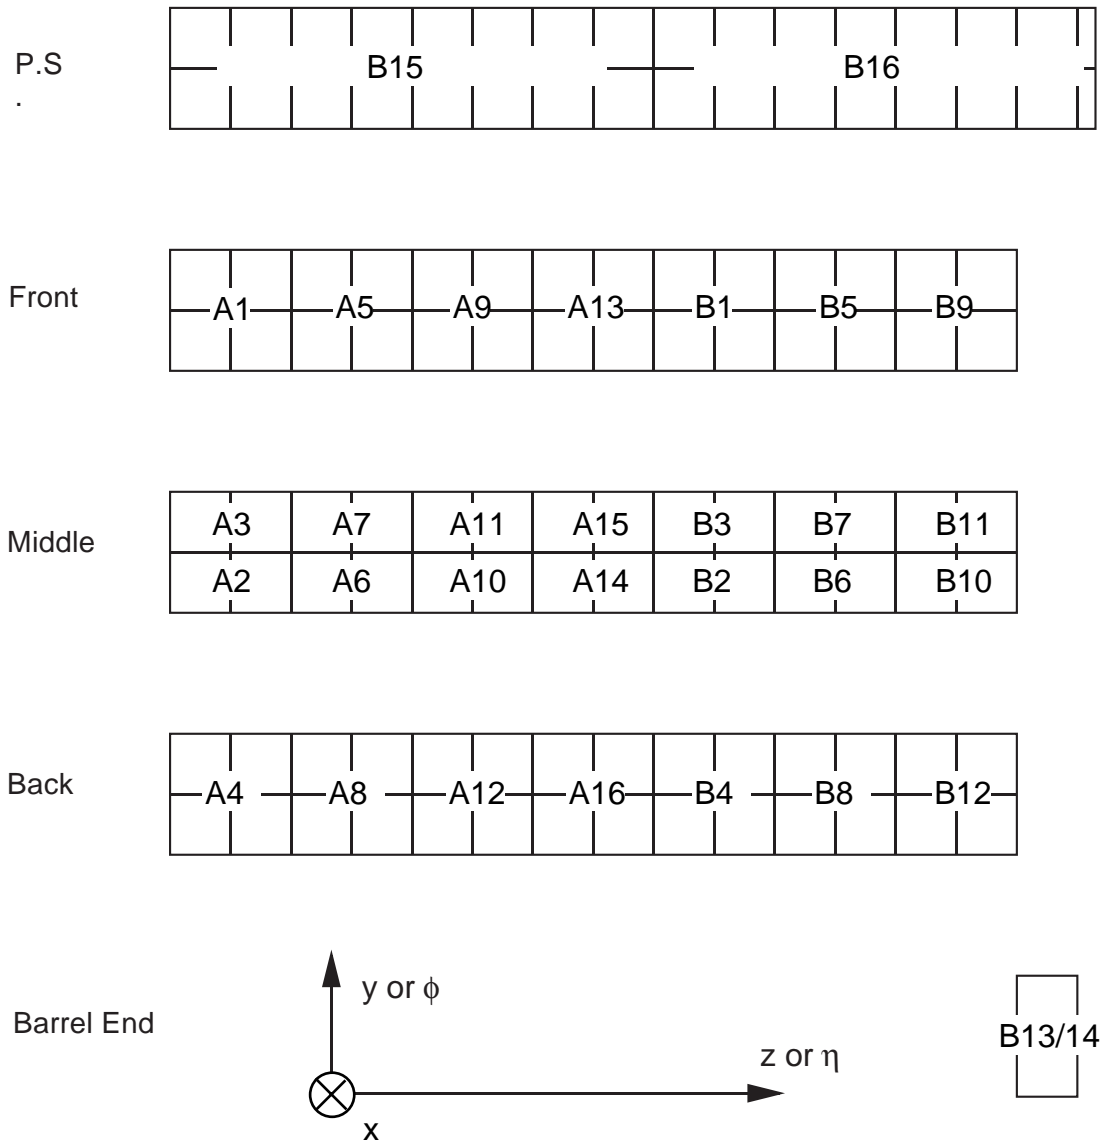 P.S
.
B15 B16
Front
A1 A5 A9 A13 B1 B5 B9
Middle
A3 A7 A11 A15 B3 B7 B11
A2 A6 A10 A14 B2 B6 B10
Back
A4 A8 A12 A16 B4 B8 B12
Barrel End
y or ϕ
z or η
x
B13/14